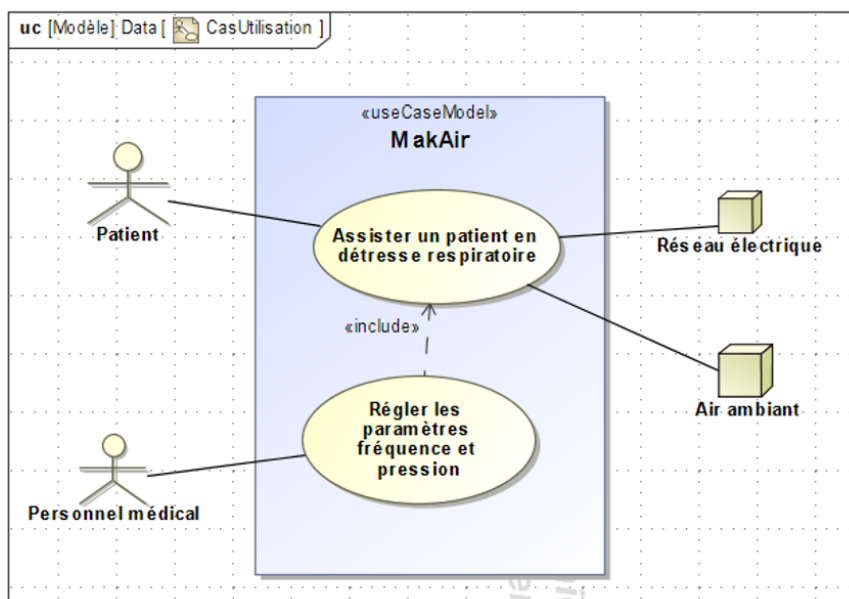 uc [Modèle] Data [ CasUtilisation ]
«useCaseModel»
MakAir
Patient
Assister un patient en
détresse respiratoire
Réseau électrique
«include»
Air ambiant
Régler les
paramètres
fréquence et
pression
Personnel médical